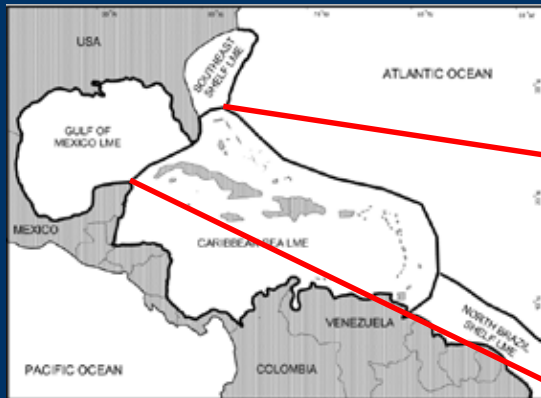 USA
SOUTHEAST
SHELF LME
ATLANTIC OCEAN
GULF OF
MEXICO LME
MEXICO
CARIBBEAN SEA LME
NORTH BRAZIL
SHELF LME
VENEZUELA
PACIFIC OCEAN
COLOMBIA